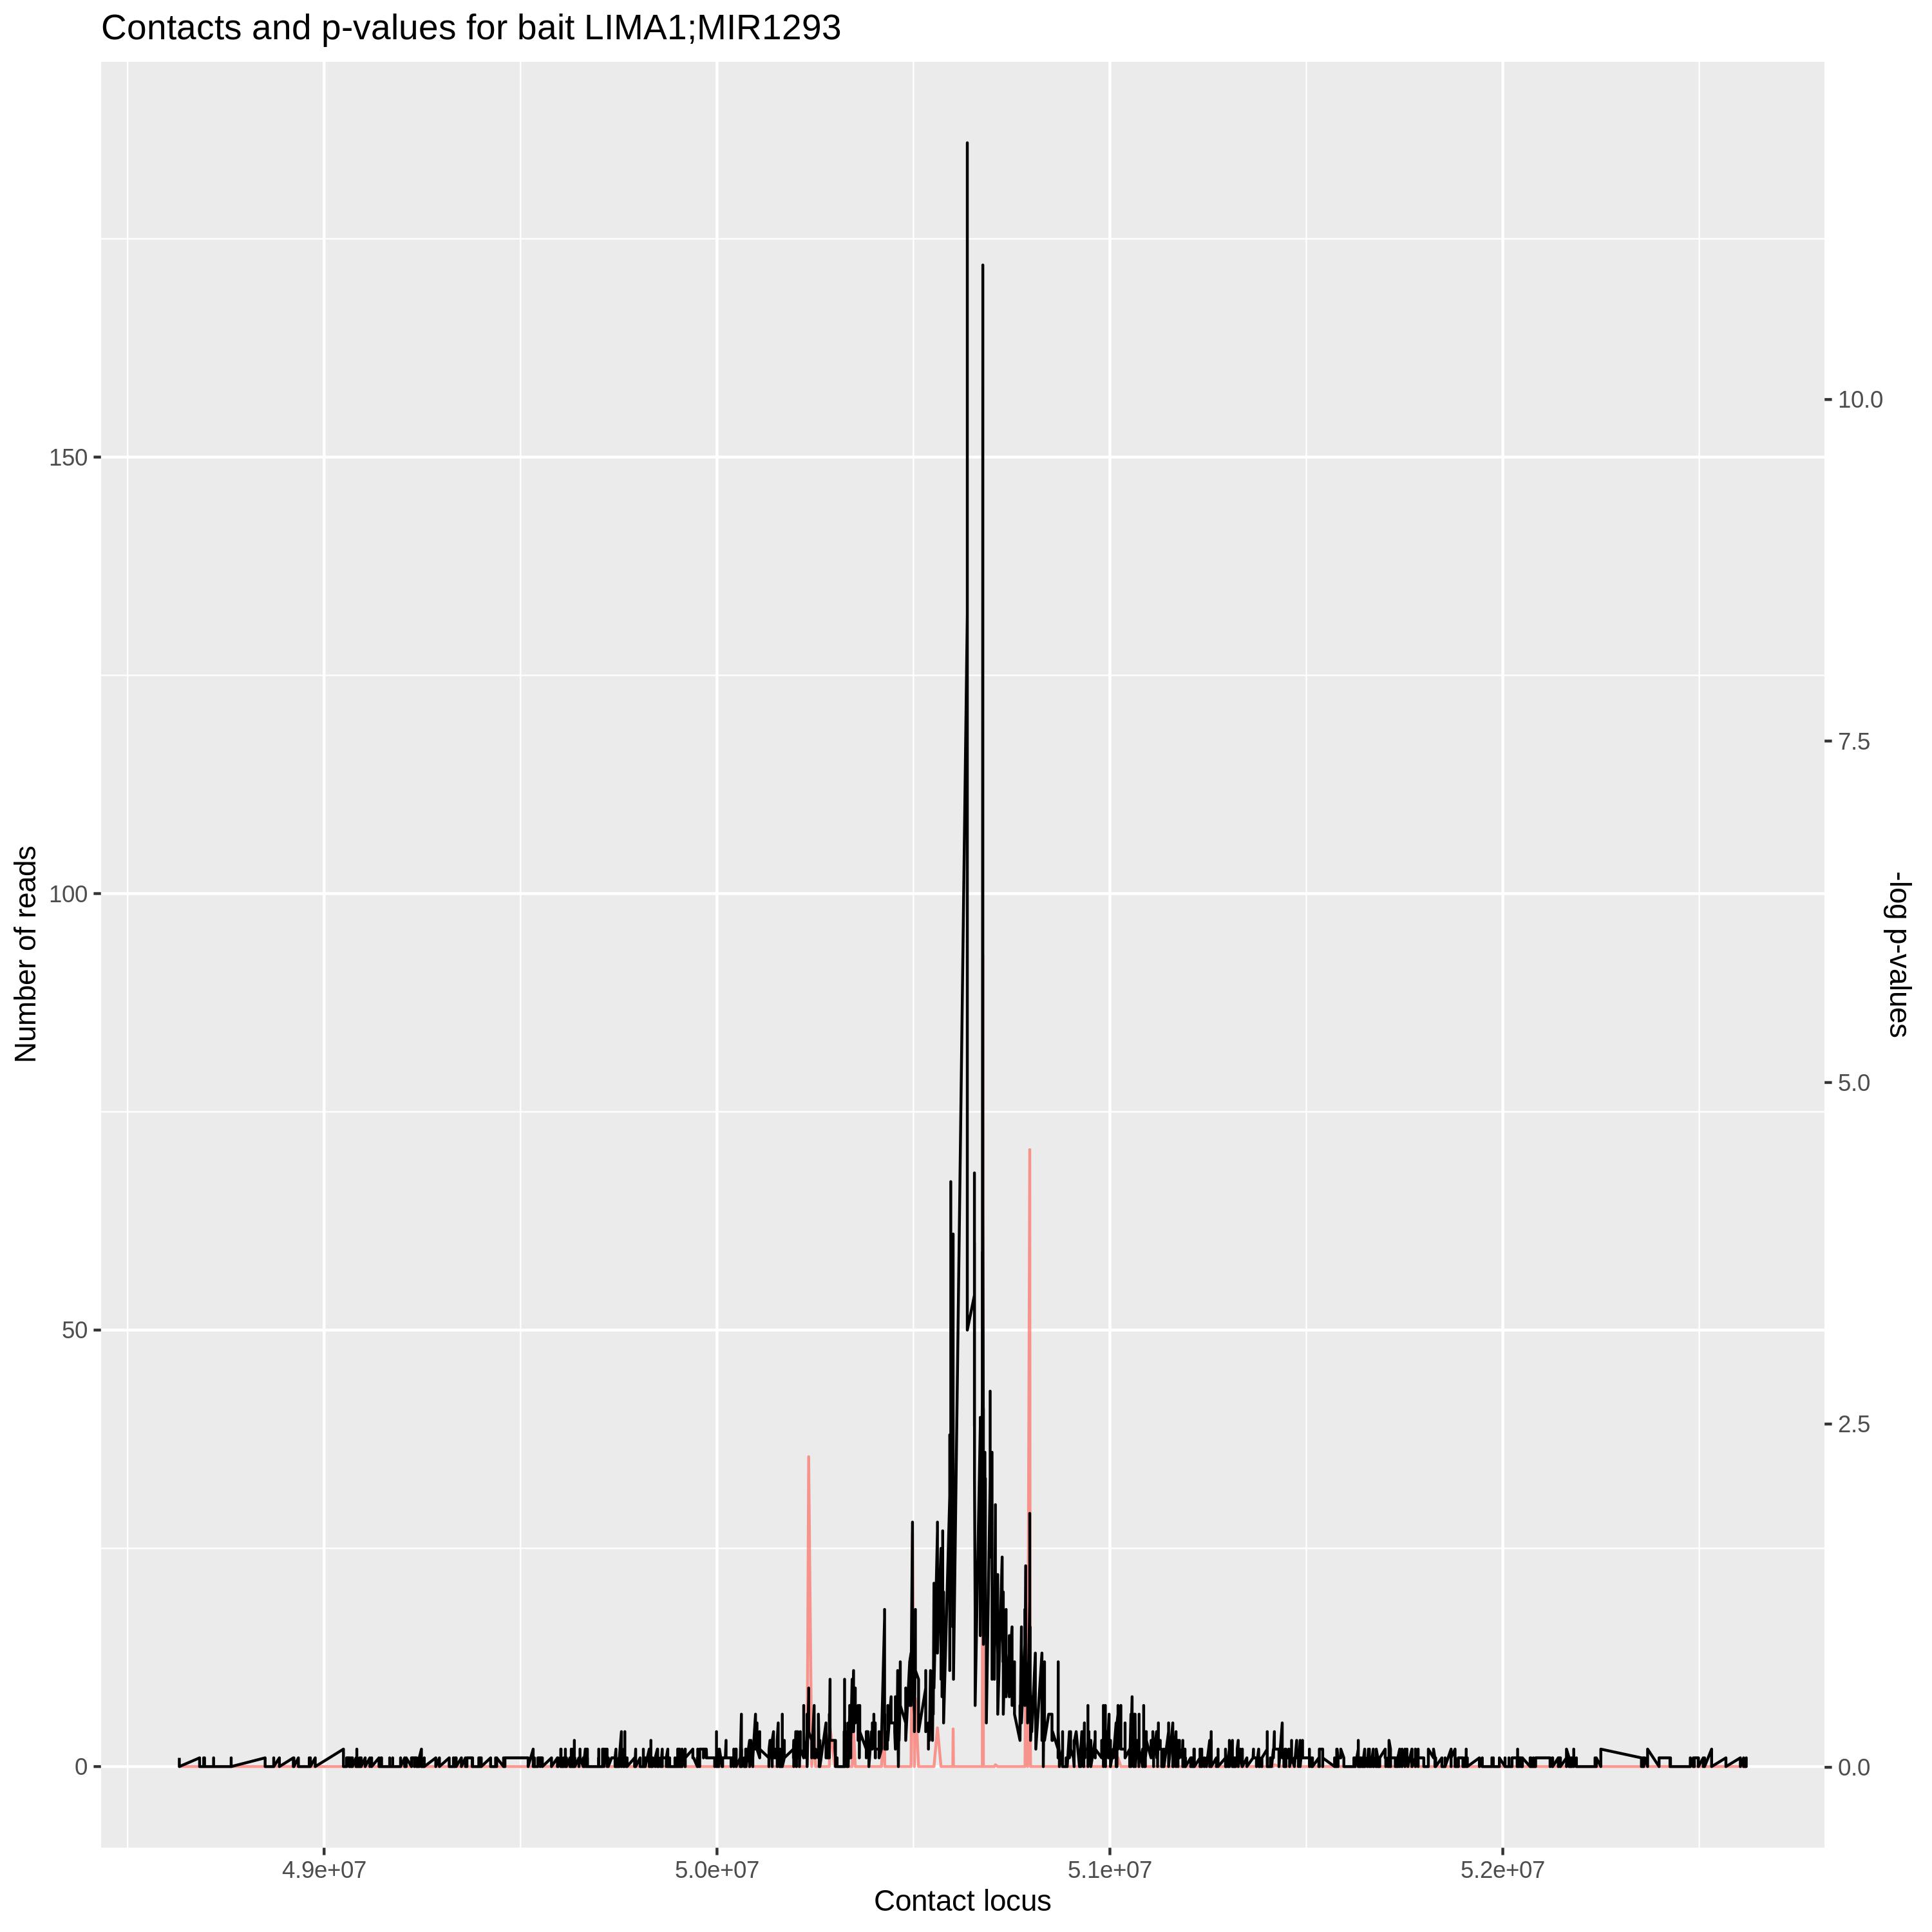 Contacts and p-values for bait LIMA1;MIR1293
Number of reads
150
100
50
0
10.0
7.5
5.0
2.5
0.0
-log p-values
4.9e+07 5.0e+07 5.1e+07 5.2e+07
Contact locus